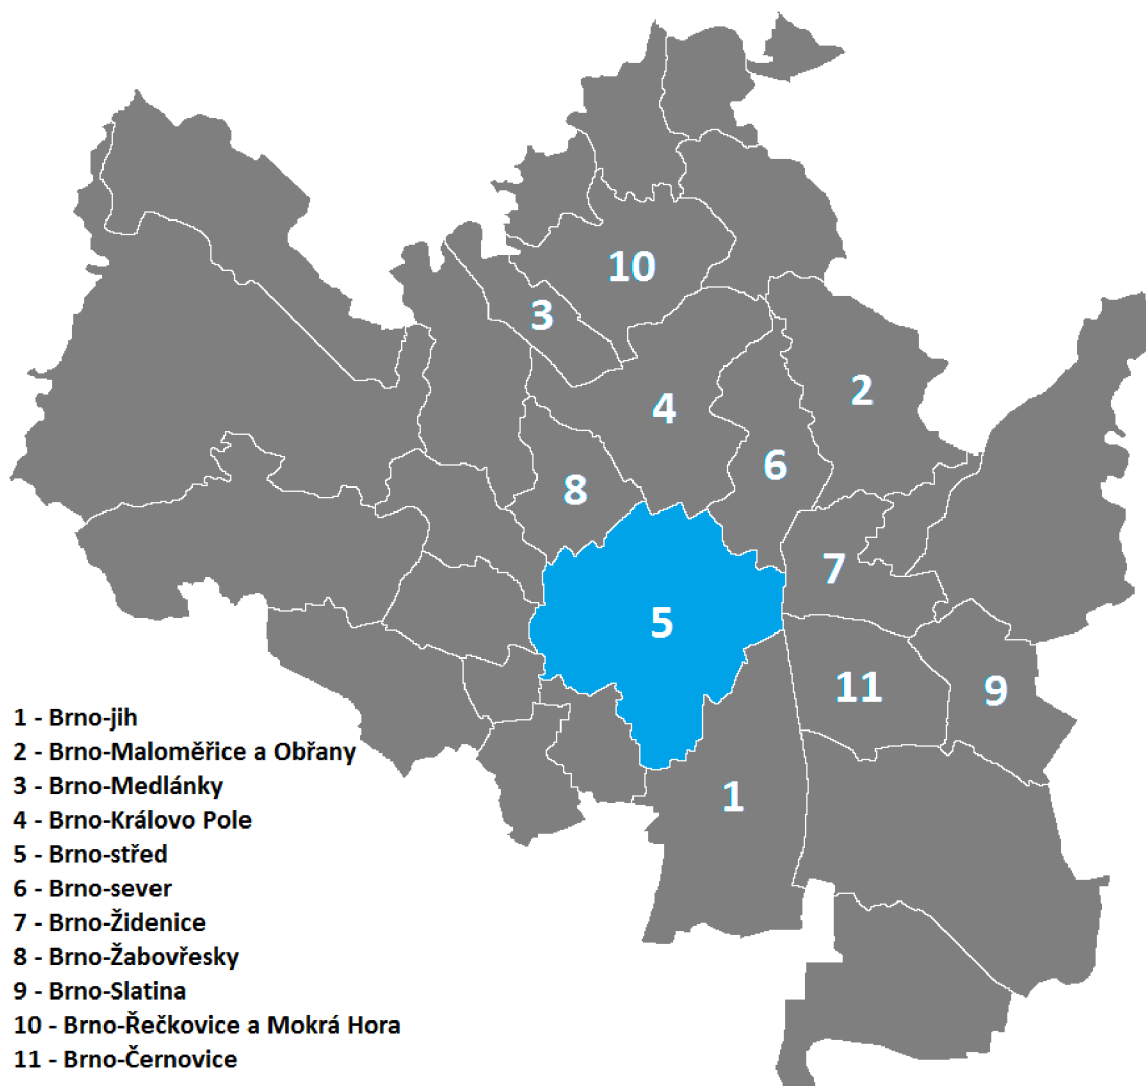 10
3
4
2
6
8
7
5
11
9
1
1 - Brno-jih
2 - Brno-Maloměřice a Obřany
3 - Brno-Medlánky
4 - Brno-Královo Pole
5 - Brno-střed
6 - Brno-sever
7 - Brno-Židenice
8 - Brno-Žabovřesky
9 - Brno-Slatina
10 - Brno-Řečkovice a Mokrá Hora
11 - Brno-Černovice